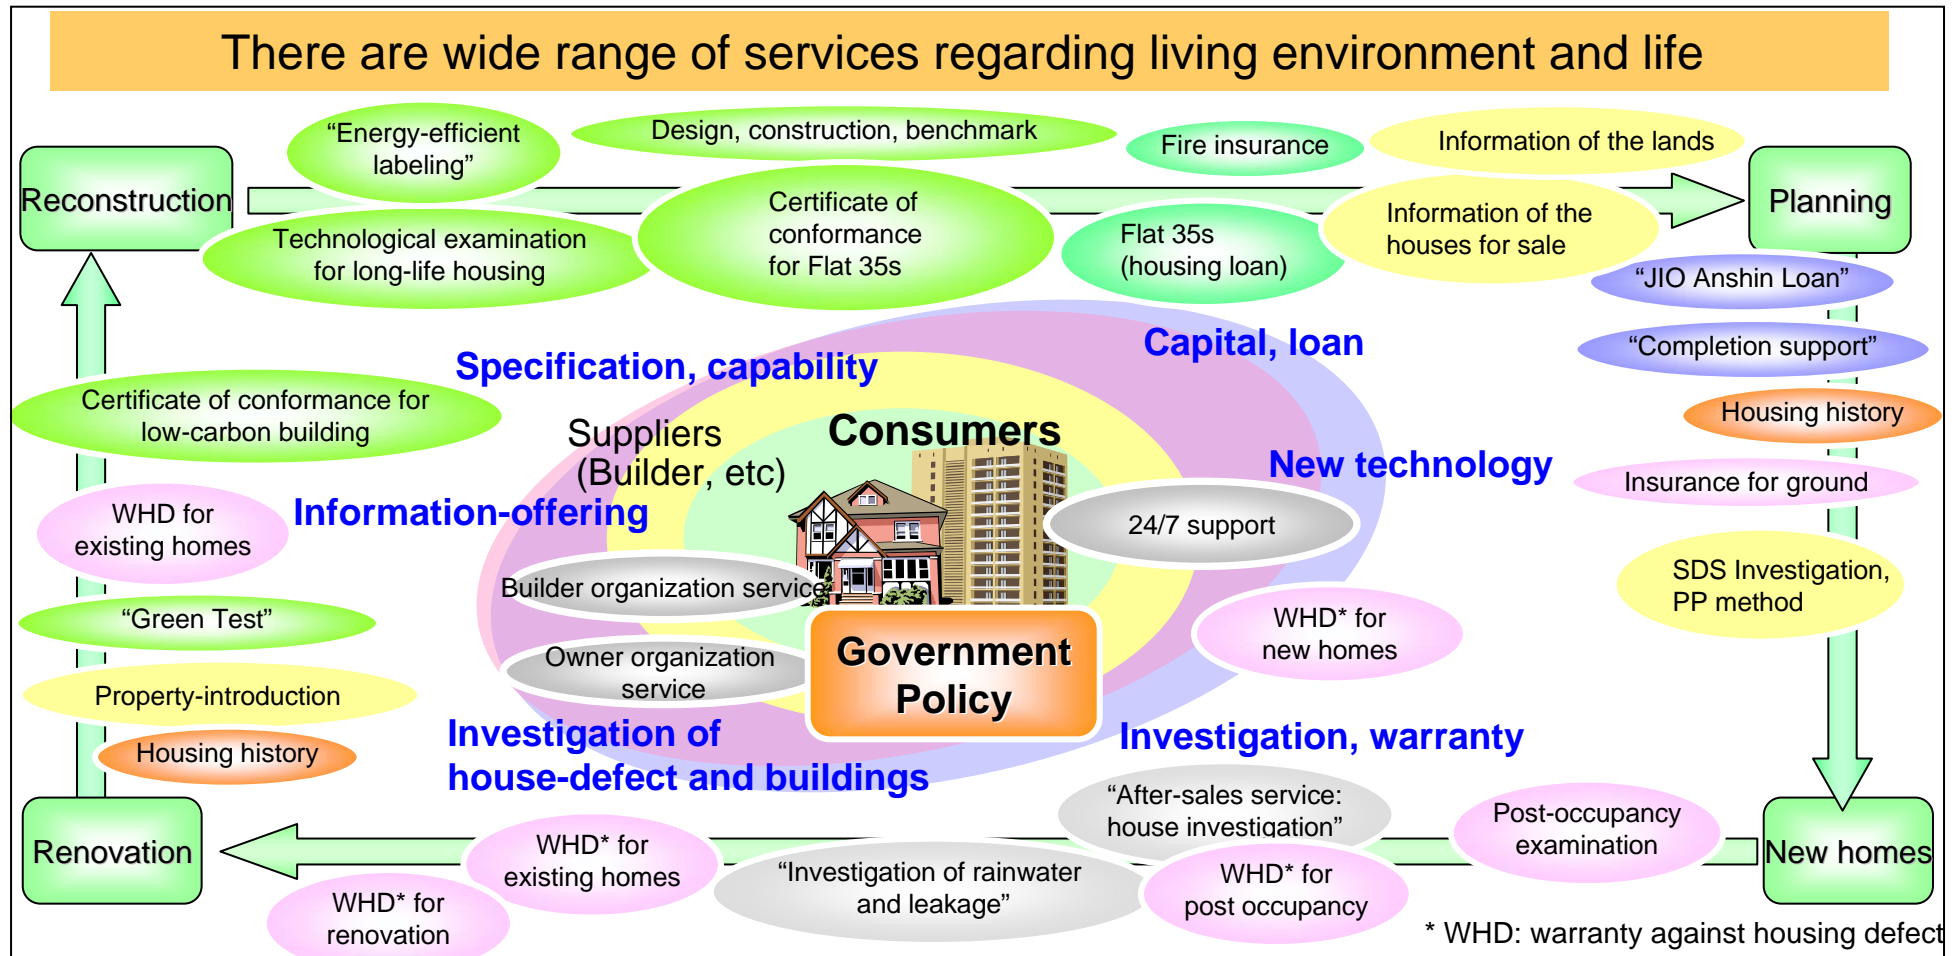 There are wide range of services regarding living environment and life
“Energy-efficient
labeling”
Design, construction, benchmark
Fire insurance
Information of the lands
Reconstruction
Planning
Technological examination
for long-life housing
Certificate of
conformance
for Flat 35s
Flat 35s
(housing loan)
Information of the
houses for sale
“JIO Anshin Loan”
“Completion support”
Housing history
Insurance for ground
SDS Investigation,
PP method
Specification, capability
Capital, loan
Certificate of conformance for
low-carbon building
Suppliers
(Builder, etc)
Consumers
New technology
Information-offering
WHD for
existing homes
24/7 support
Builder organization service
“Green Test”
WHD* for
new homes
Owner organization
service
Government
Policy
Property-introduction
Housing history
Investigation of
house-defect and buildings
Investigation, warranty
“After-sales service:
house investigation”
Post-occupancy
examination
Renovation
New homes
WHD* for
existing homes
“Investigation of rainwater
and leakage”
WHD* for
post occupancy
WHD* for
renovation
* WHD: warranty against housing defect